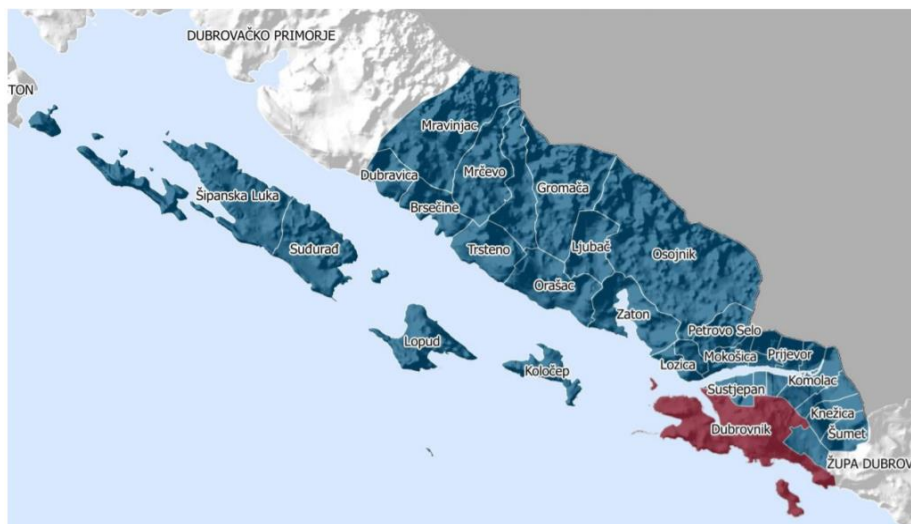 DUBROVAČKO PRIMORJE
TON
Mravinjac
Dubravica
Mrčevo
Gromača
Šipanska Luka
Brsečine
Suđurađ
Trsteno
Ljubač
Osojnik
Orašac
Zaton
Petrovo Selo
Lopud
Koločep
Lozica
Mokošica
Prijevor
Sustjepan
Komolac
Knežica
Dubrovnik
Šumet
ŽUPA DUBROV